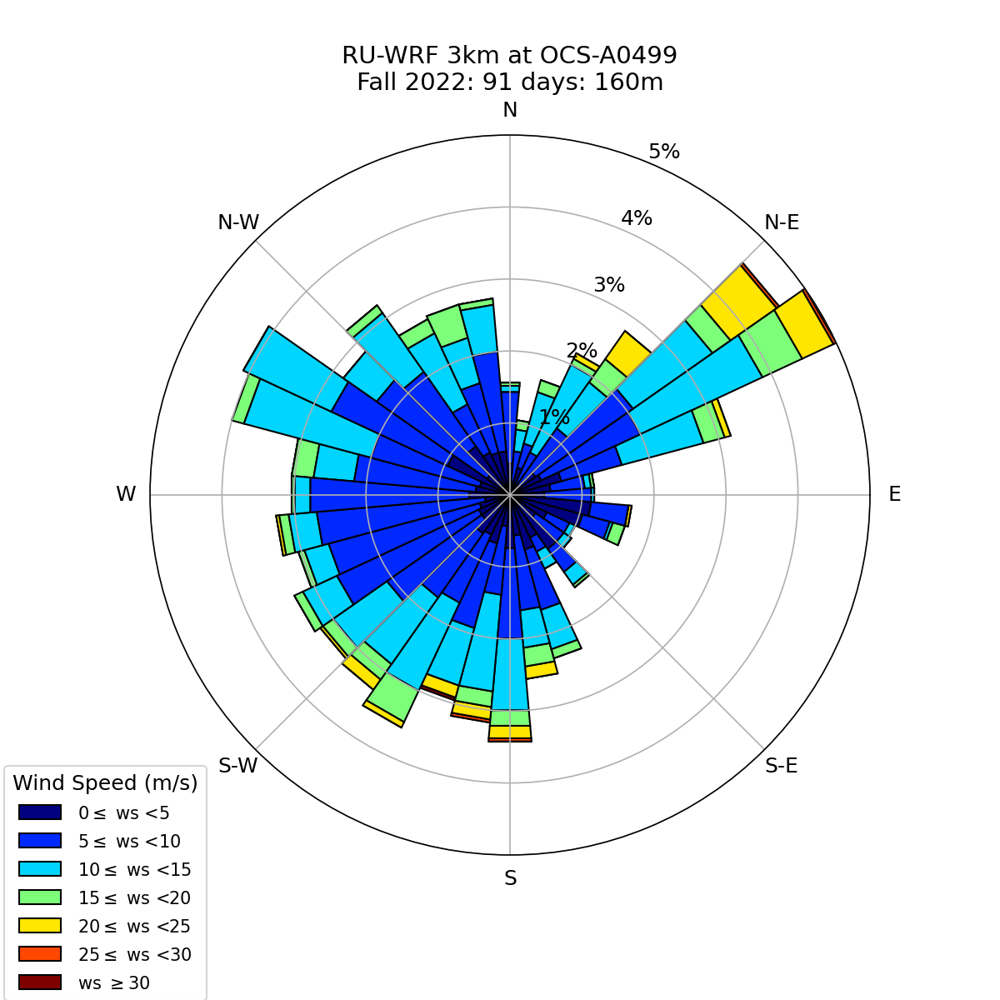 RU-WRF 3km at OCS-A0499
Fall 2022: 91 days: 160m
N
5%
N-W
4%
N-E
3%
2%
1%
W
E
S-W
S-E
S
Wind Speed (m/s)
0 ≤ ws <5
5 ≤ ws <10
10 ≤ ws <15
15 ≤ ws <20
20 ≤ ws <25
25 ≤ ws <30
ws ≥ 30